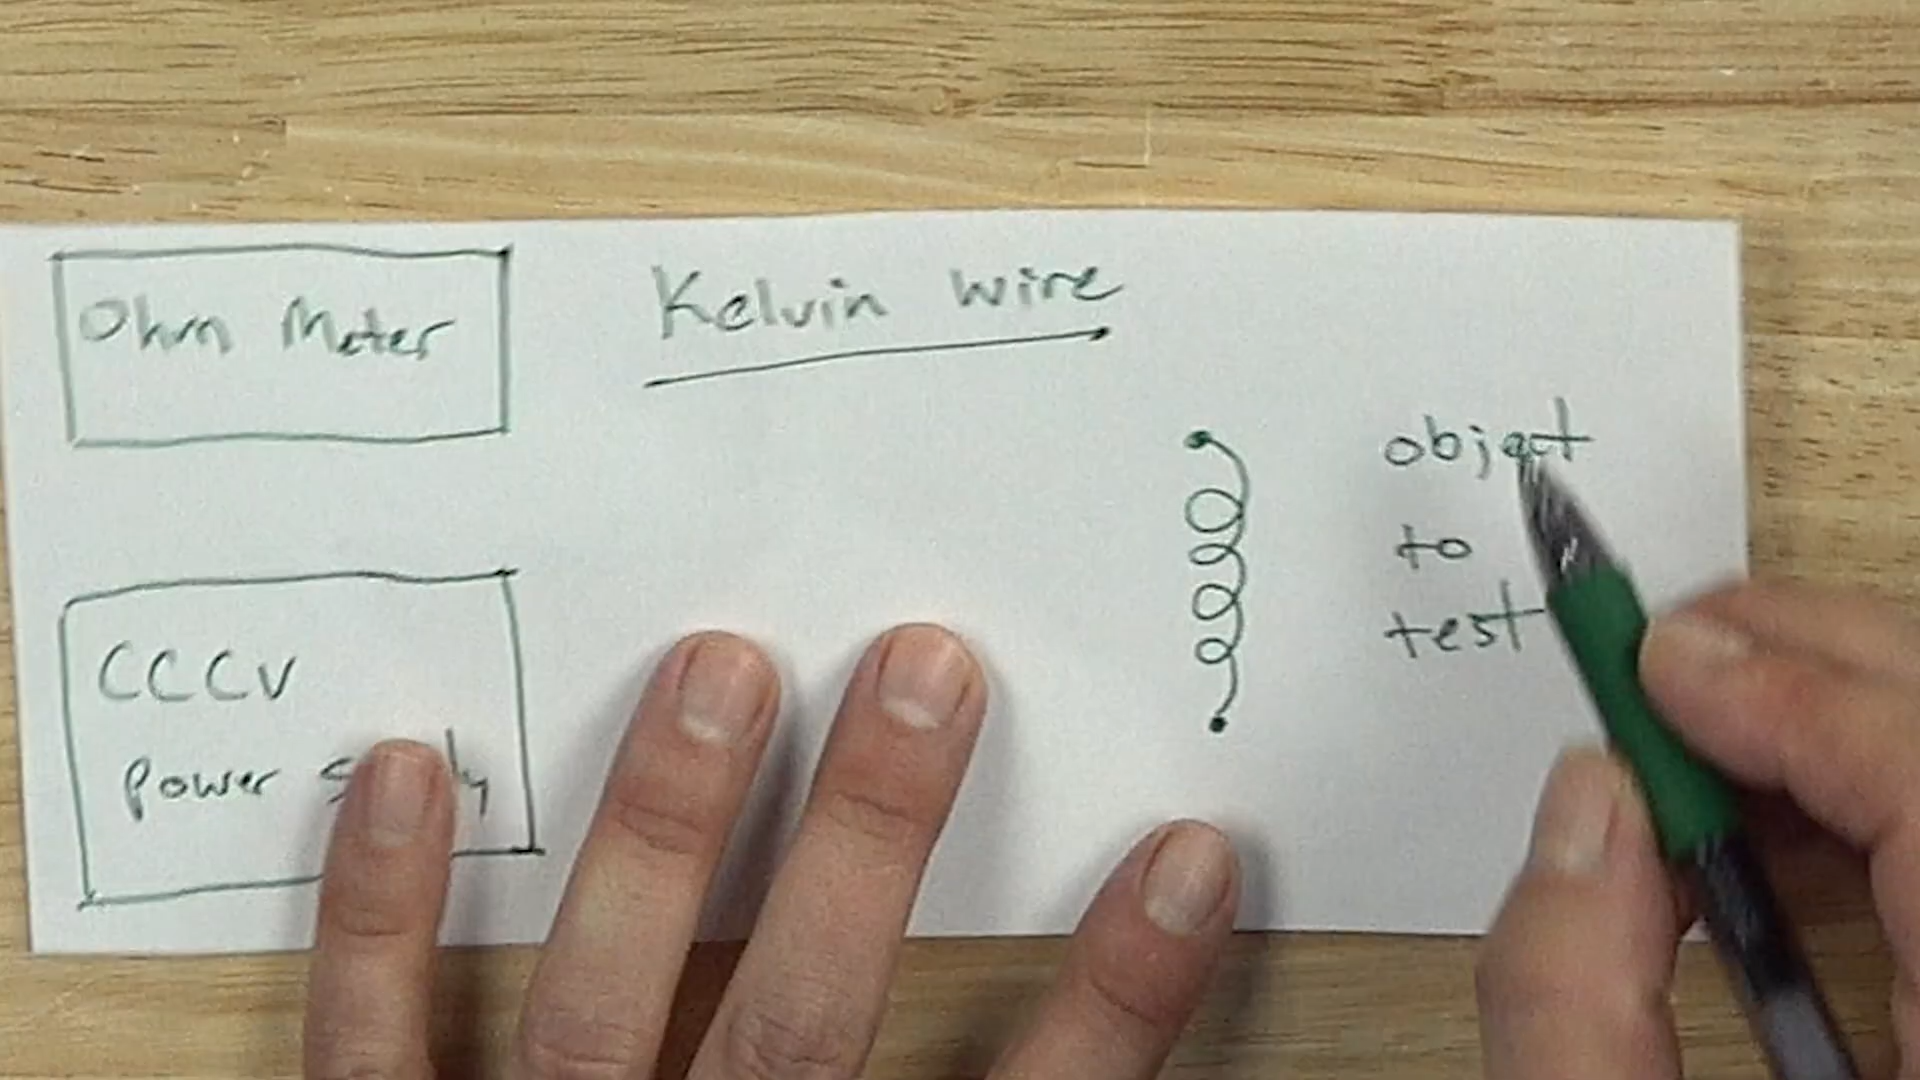 Ohm Meter
Kelvin wire
object
to
test
CCCV
Power